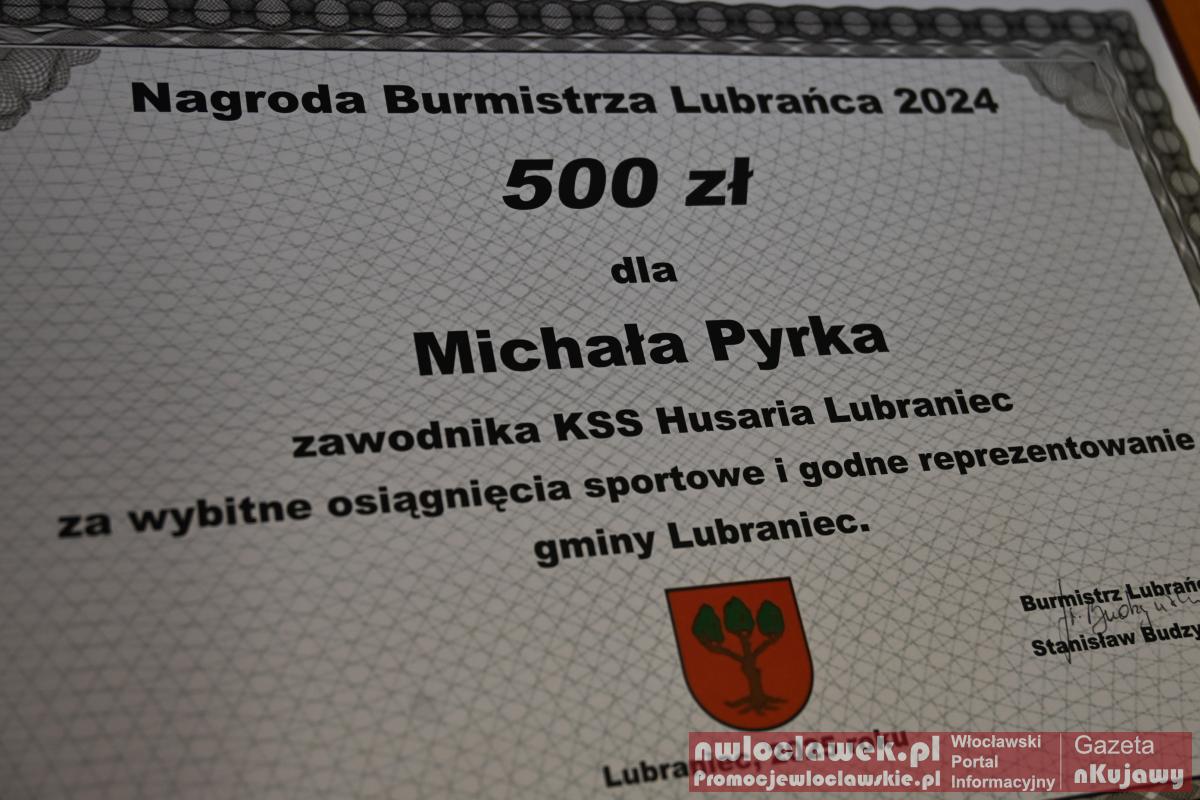 Nagroda Burmistrza Lubrańca 2024
500 zł
dla
Michała Pyrka
zawodnika KSS Husaria Lubraniec
za wybitne osiągnięcia sportowe i godne reprezentowanie
gminy Lubraniec.
Burmistrz
Stanisław
roku
nwloclawek.pl
Promocjewloclawskie.pl
Włocławski
Portal
Informacyjny
Gazeta
nKujawy